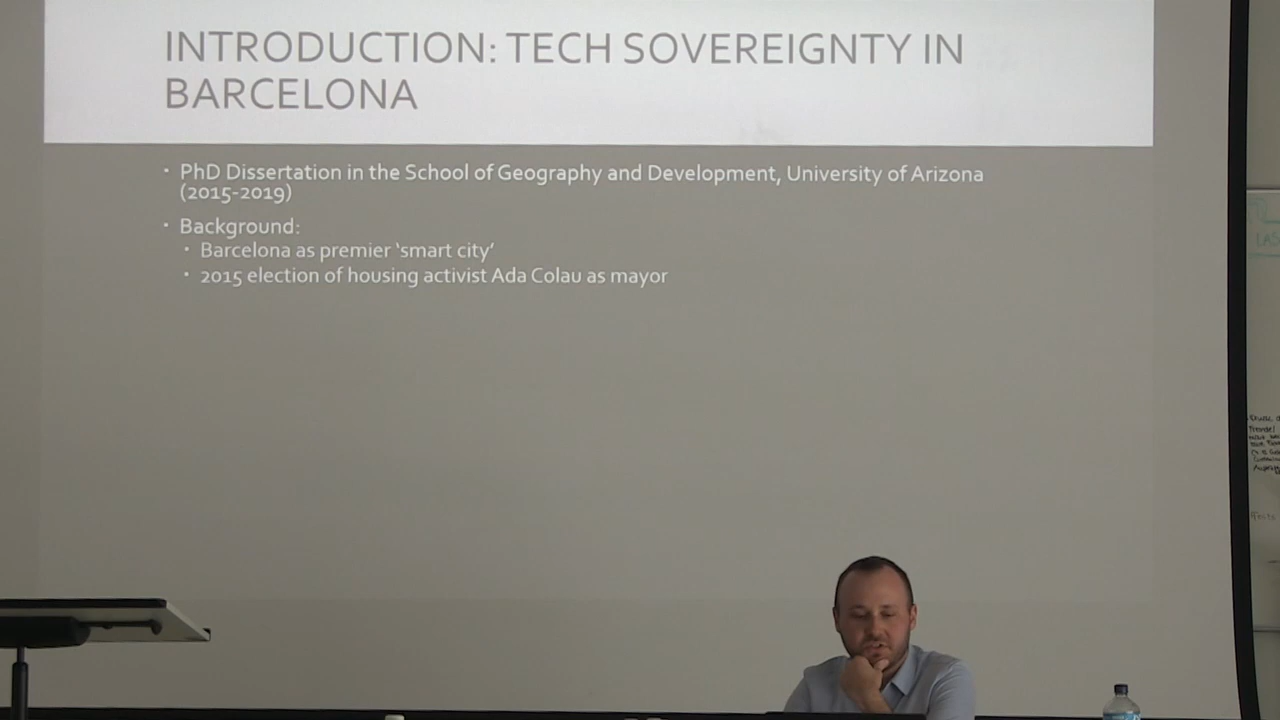 INTRODUCTION: TECH SOVEREIGNTY IN
BARCELONA
· PhD Dissertation in the School of Geography and Development, University of Arizona
(2015-2019)
· Background:
· Barcelona as premier ‘smart city’
· 2015 election of housing activist Ada Colau as mayor